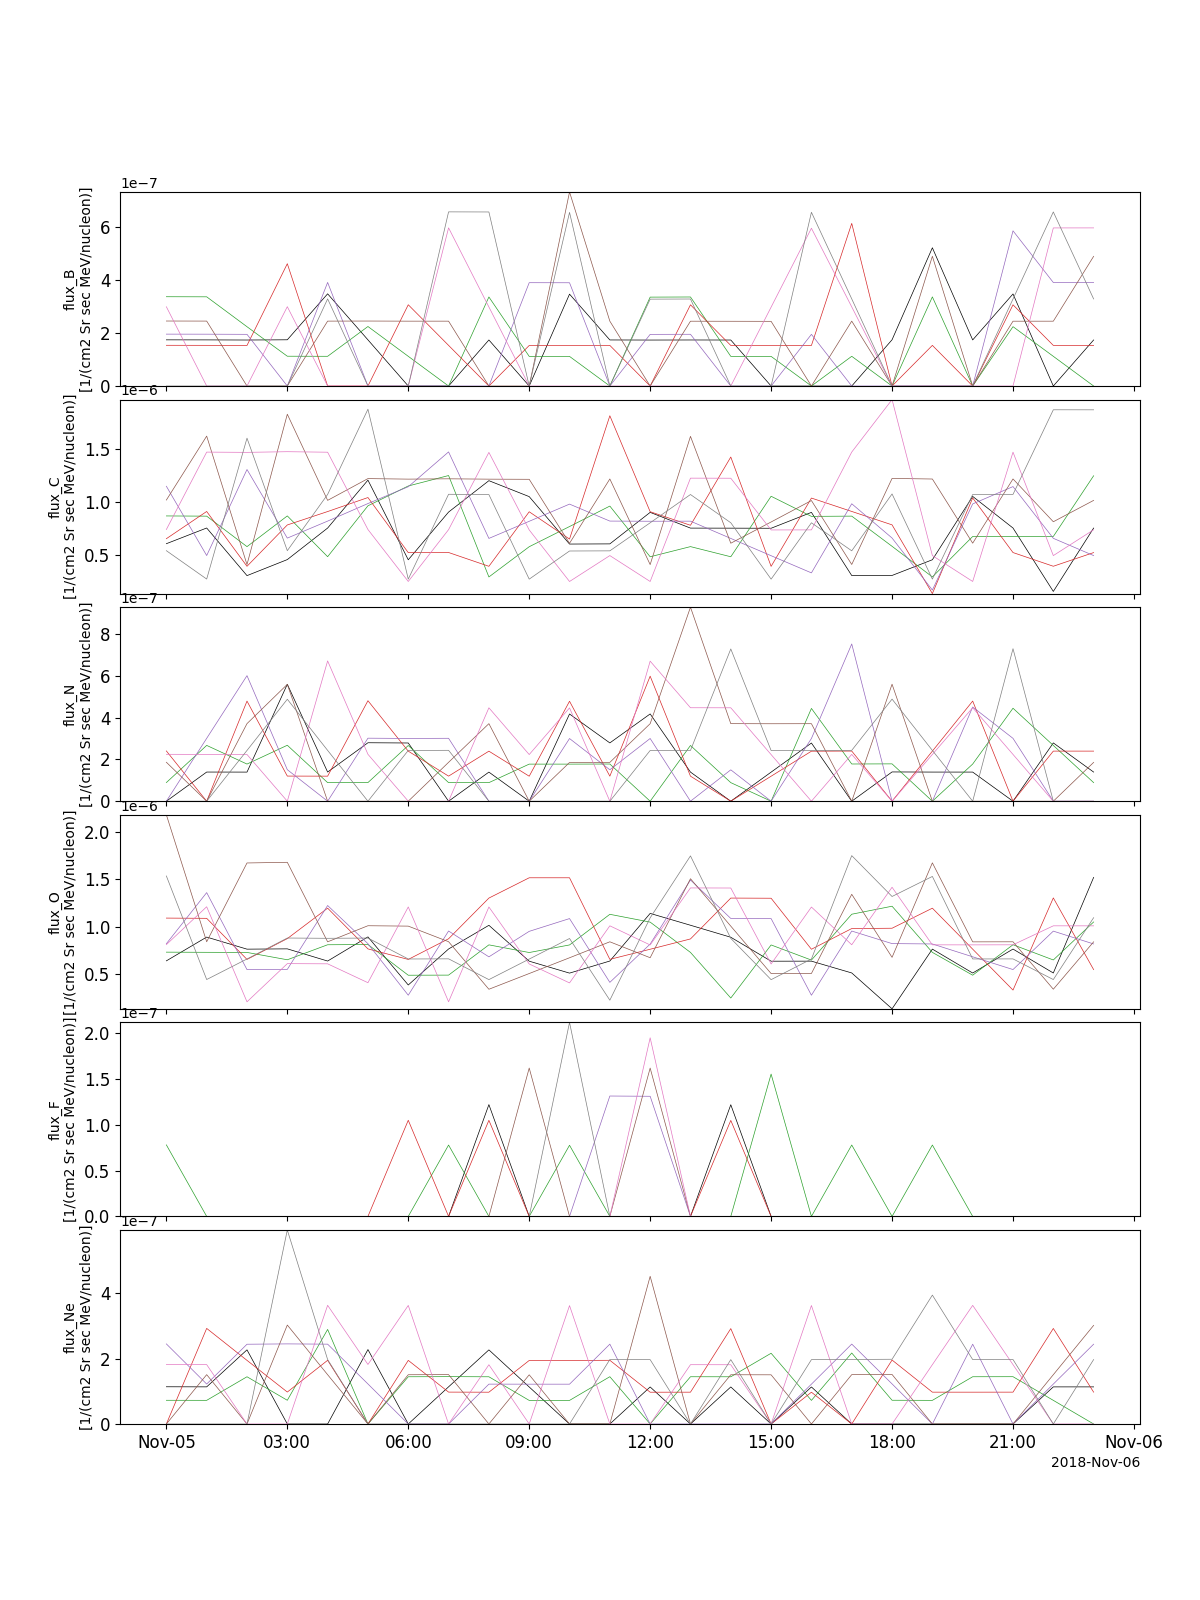 1e−7
flux_B
[1/(cm2 Sr sec MeV/nucleon)]
6
4
2
0
1e−6
flux_C
[1/(cm2 Sr sec MeV/nucleon)]
1.5
1.0
0.5
1e−7
flux_N
[1/(cm2 Sr sec MeV/nucleon)]
8
6
4
2
0
1e−6
flux_O
[1/(cm2 Sr sec MeV/nucleon)]
2.0
1.5
1.0
0.5
1e−7
flux_F
[1/(cm2 Sr sec MeV/nucleon)]
2.0
1.5
1.0
0.5
0.0
1e−7
flux_Ne
[1/(cm2 Sr sec MeV/nucleon)]
4
2
0
Nov-05 03:00 06:00 09:00 12:00 15:00 18:00 21:00 Nov-06
2018-Nov-06